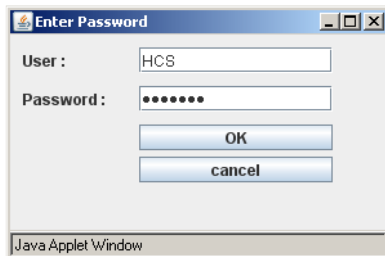 Enter Password
User :
HCS
Password :
•••••••
OK
cancel
Java Applet Window